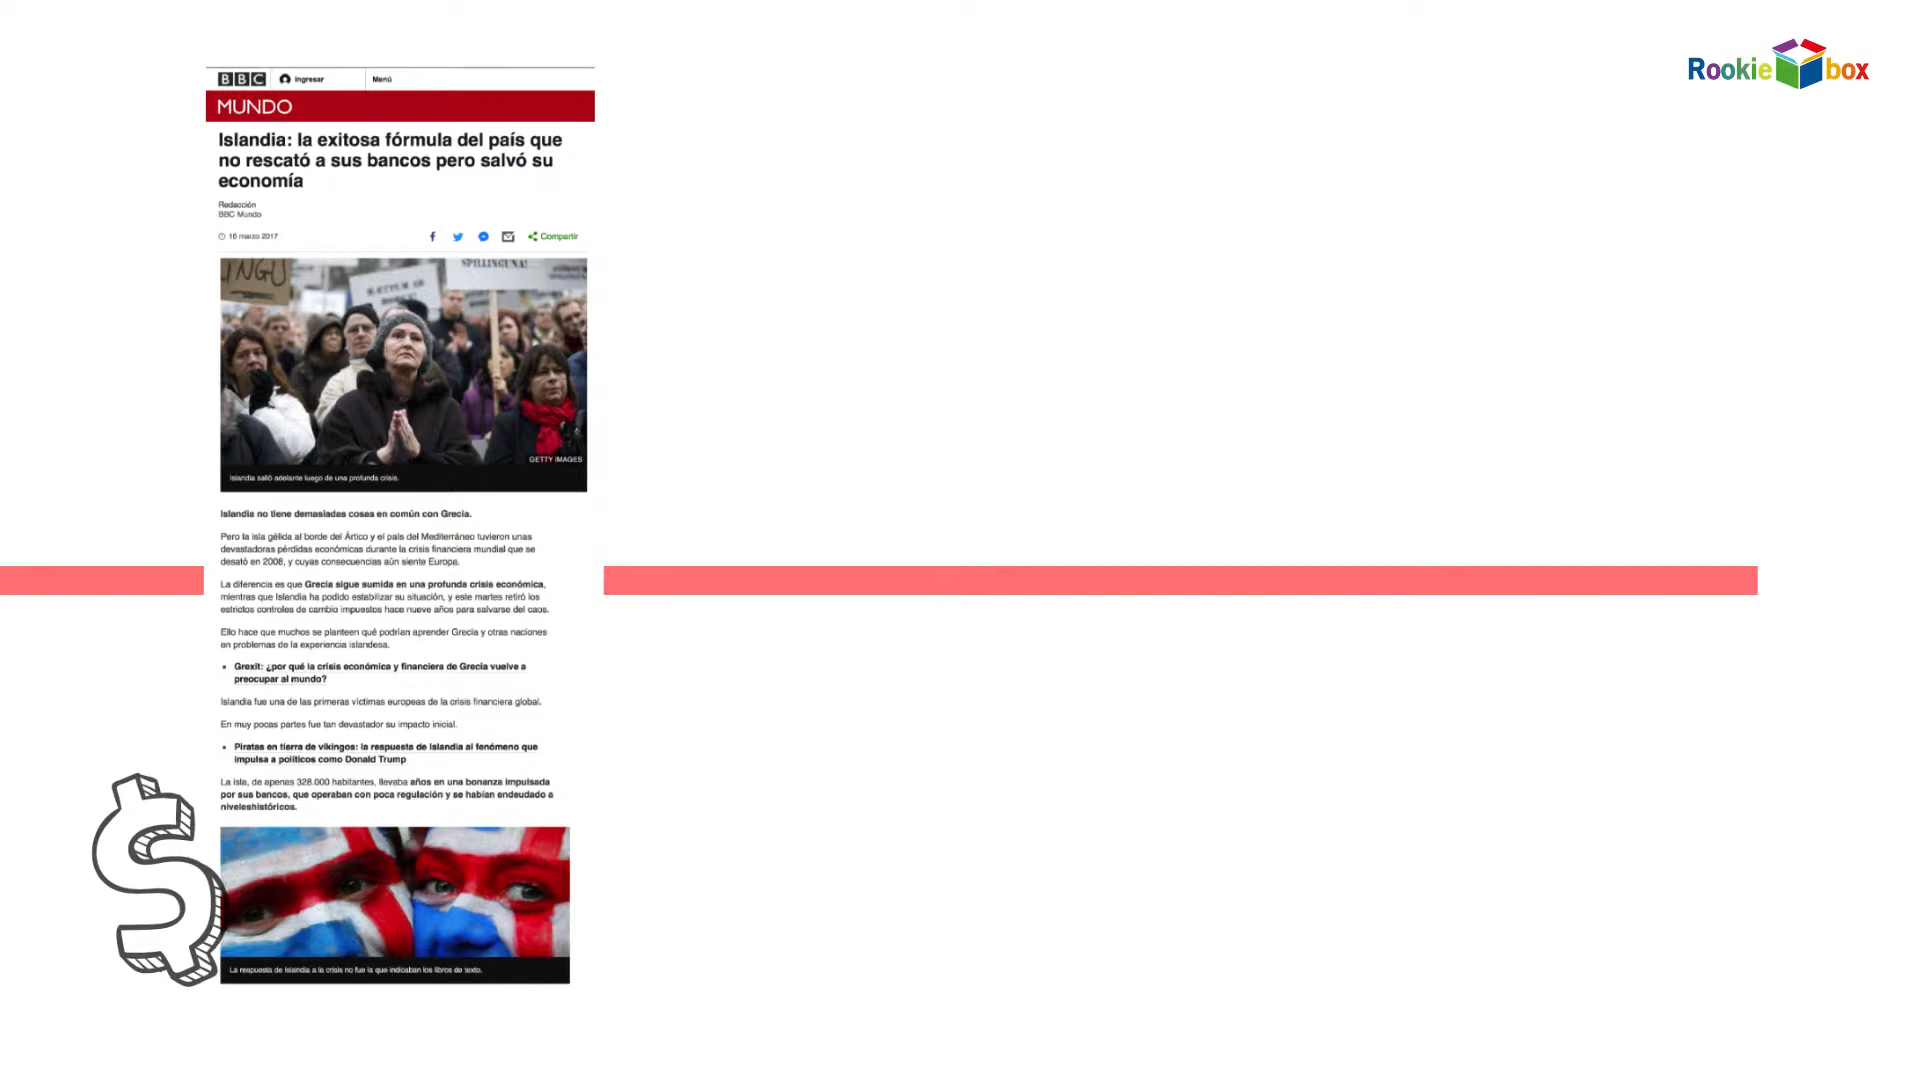 Rookie box
BBC
Ingresar
Menú
MUNDO
Islandia: la exitosa fórmula del país que
no rescató a sus bancos pero salvó su
economía
Redacción
BBC Mundo
16 marzo 2017
Compartir
LINGU
SPILLINGUNA!
GETTY IMAGES
Islandia salió adelante luego de una profunda crisis.
Islandia no tiene demasiadas cosas en común con Grecia.
Pero la isla gélida al borde del Ártico y el país del Mediterráneo tuvieron unas
devastadoras pérdidas económicas durante la crisis financiera mundial que se
desató en 2008, y cuyas consecuencias aún siente Europa.
La diferencia es que Grecia sigue sumida en una profunda crisis económica,
mientras que Islandia ha podido estabilizar su situación, y este martes retiró los
estrictos controles de cambio impuestos hace nueve años para salvarse del caos.
Ello hace que muchos se planteen qué podrían aprender Grecia y otras naciones
en problemas de la experiencia islandesa.
Grexit: ¿por qué la crisis económica y financiera de Grecia vuelve a
preocupar al mundo?
Islandia fue una de las primeras víctimas europeas de la crisis financiera global.
En muy pocas partes fue tan devastador su impacto inicial.
Piratas en tierra de vikingos: la respuesta de Islandia al fenómeno que
impulsa a políticos como Donald Trump
La isla, de apenas 328.000 habitantes, llevaba años en una bonanza impulsada
por sus bancos, que operaban con poca regulación y se habían endeudado a
niveleshistóricos.
La respuesta de Islandia a la crisis no fue la que indicaban los libros de texto.